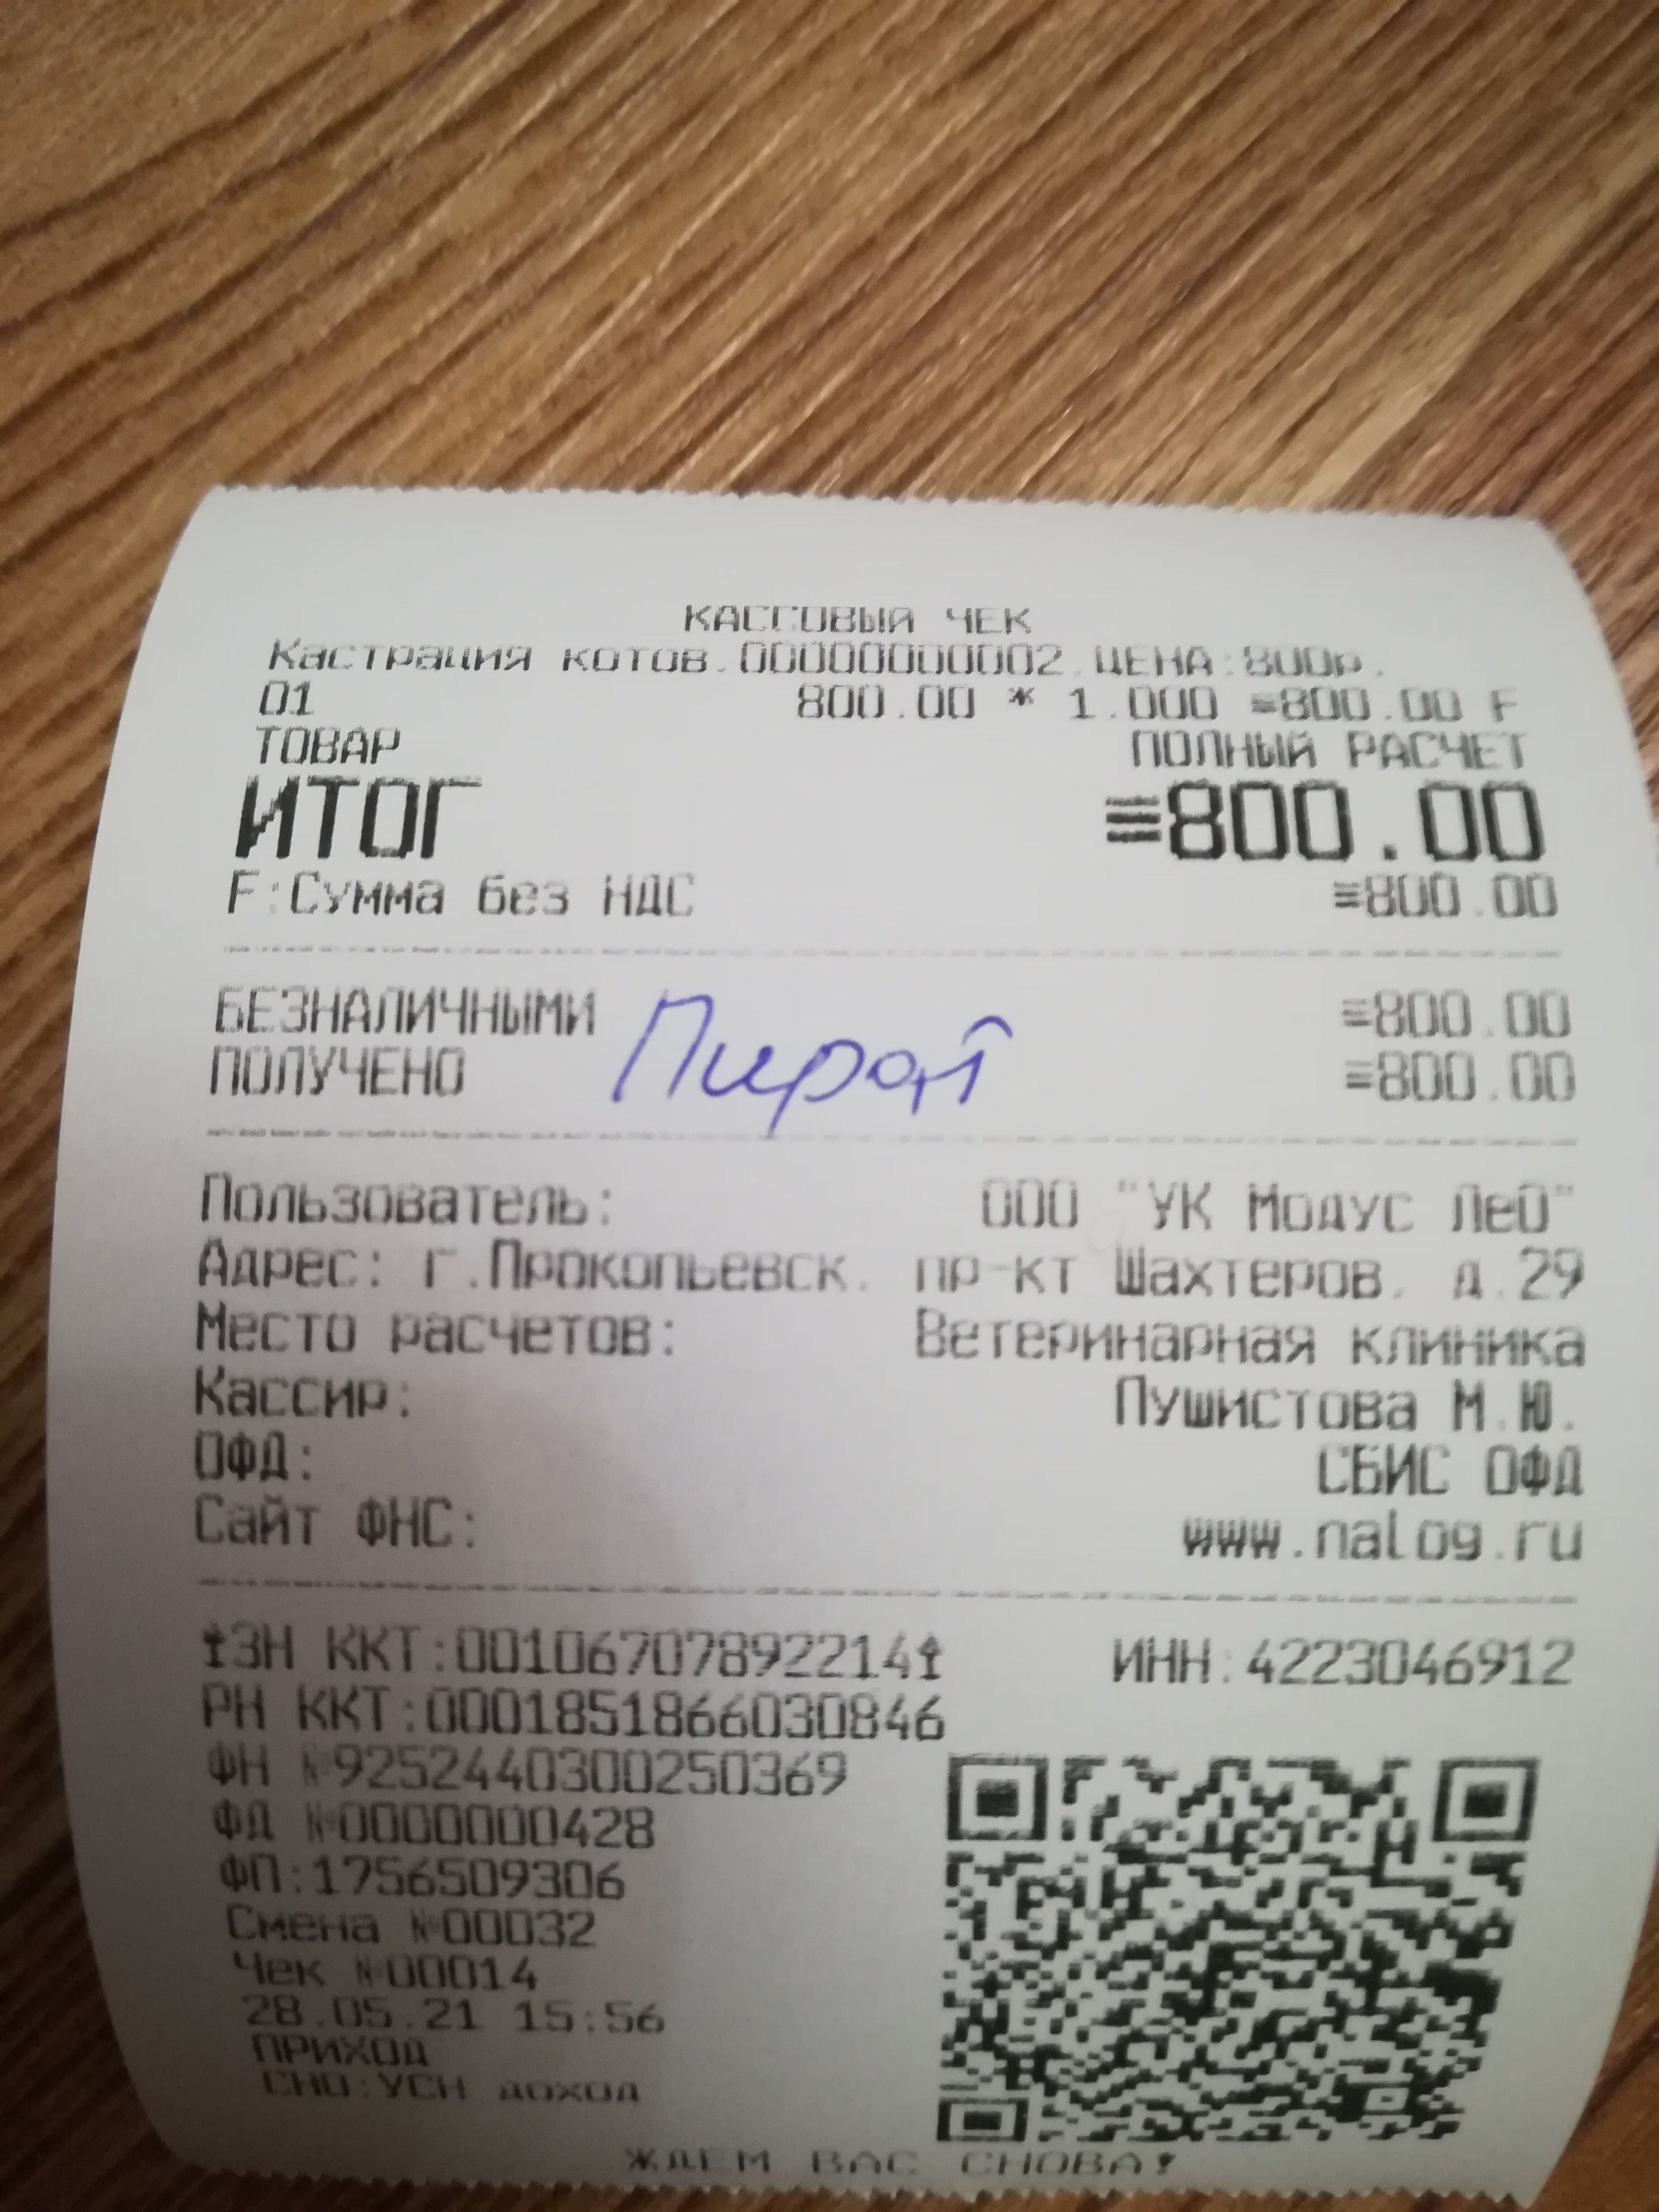 КАССОВЫЙ ЧЕК
Кастрация котов.00000000002.ЦЕНА:800р.
01 800.00 * 1.000 ≡800.00 F
ТОВАР ПОЛНЫЙ РАСЧЕТ
ИТОГ ≡800.00
F:Сумма без НДС ≡800.00
БЕЗНАЛИЧНЫМИ ≡800.00
ПОЛУЧЕНО ≡800.00
Пират
Пользователь: ООО "УК Модус ЛеО"
Адрес: г.Прокопьевск, пр-кт Шахтеров, д.29
Место расчетов: Ветеринарная клиника
Кассир: Пушистова М.Ю.
ОФД: СБИС ОФД
Сайт ФНС: www.nalog.ru
ЗН ККТ:00106707892214 ИНН:4223046912
РН ККТ:0001851866030846
ФН №9252440300250369
ФД №0000000428
ФП:1756509306
Смена №00032
Чек №00014
28.05.21 15:56
ПРИХОД
СНО:УСН доход
ЖДЕМ ВАС СНОВА!